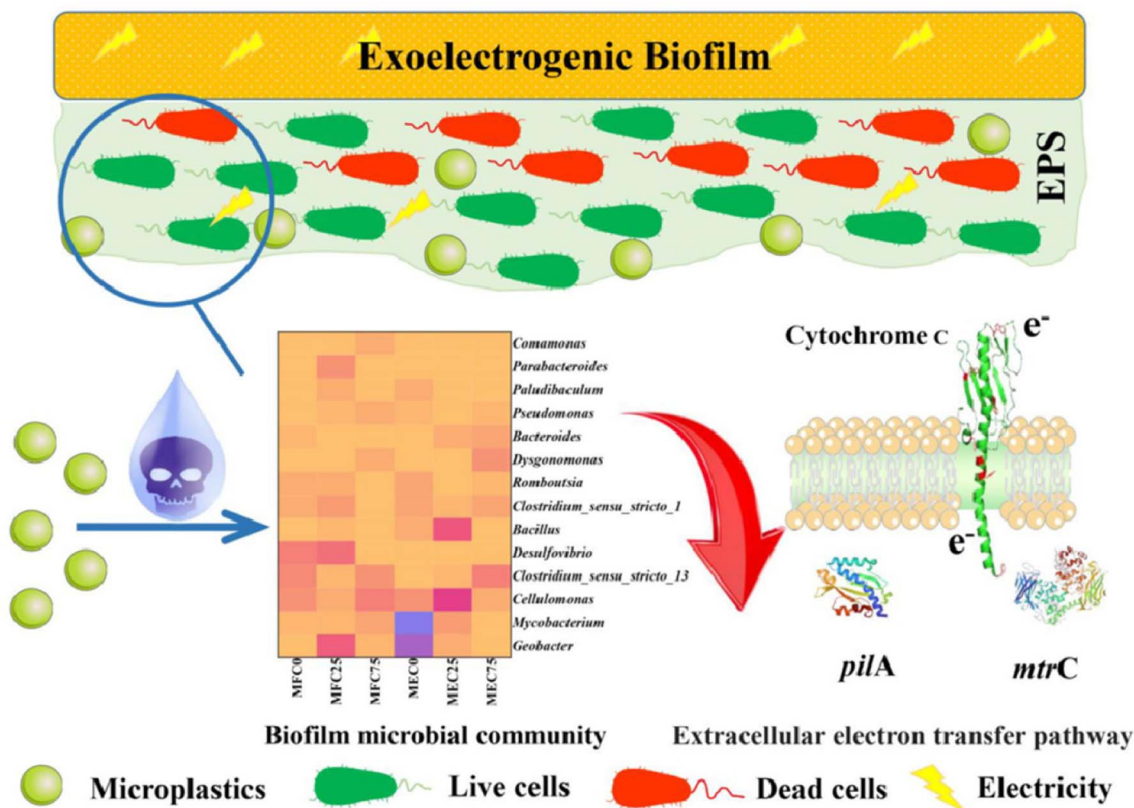 Exoelectrogenic Biofilm
EPS
Comamonas
Parabacteroides
Paludibaculum
Pseudomonas
Bacteroides
Dysgonomonas
Romboutsia
Clostridium_sensu_stricto_1
Bacillus
Desulfovibrio
Clostridium_sensu_stricto_13
Cellulomonas
Mycobacterium
Geobacter
MFC0
MFC25
MFC75
MEC0
MEC25
MEC75
Biofilm microbial community
Cytochrome C
e-
e-
pilA
mtrC
Extracellular electron transfer pathway
Microplastics
Live cells
Dead cells
Electricity